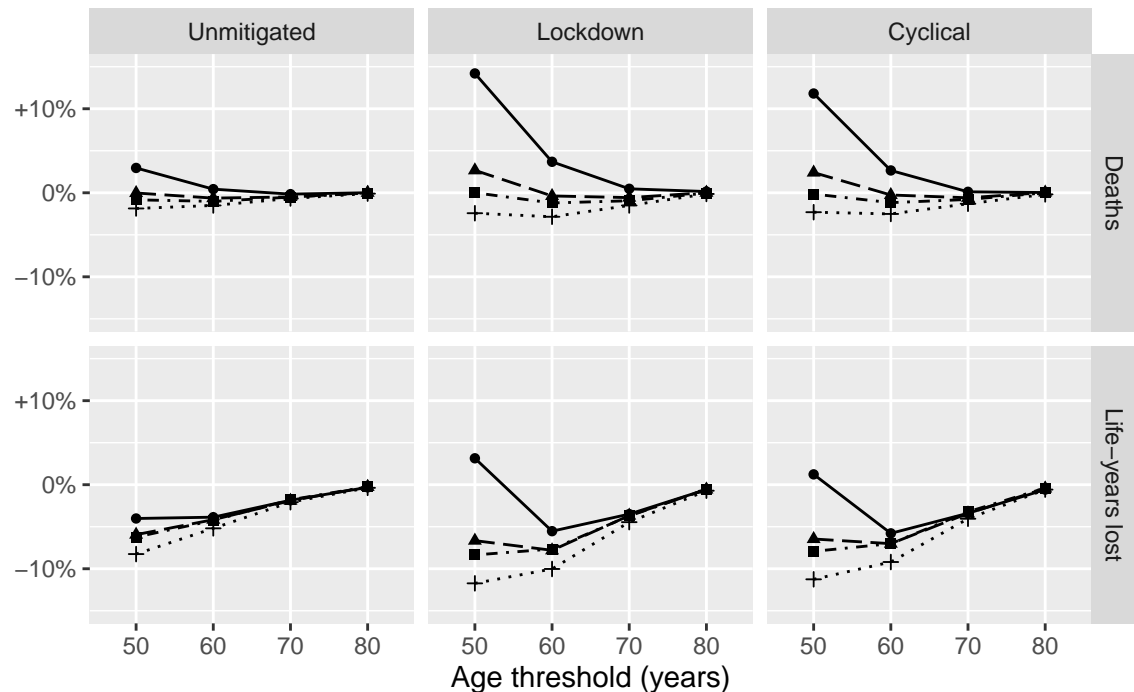 Unmitigated Lockdown Cyclical
+10%
0%
−10%
Deaths
+10%
0%
−10%
Life−years lost
50 60 70 80 50 60 70 80 50 60 70 80
Age threshold (years)